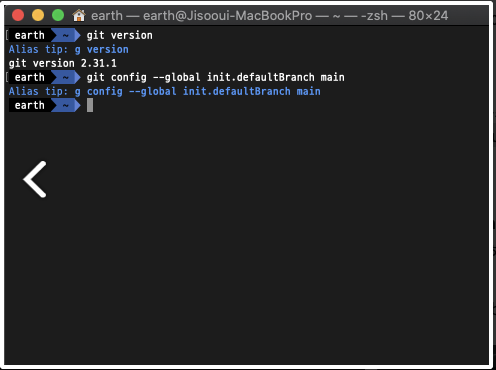 earth — earth@Jisooui-MacBookPro — ~ — -zsh — 80×24
earth ~ git version
Alias tip: g version
git version 2.31.1
earth ~ git config --global init.defaultBranch main
Alias tip: g config --global init.defaultBranch main
earth ~